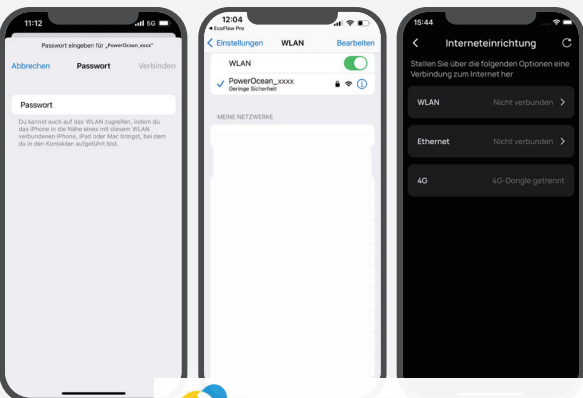 11:12
5G
Passwort eingeben für „PowerOcean_xxxx“
Abbrechen Passwort Verbinden
Passwort
Du kannst auch auf das WLAN zugreifen, indem du
das iPhone in die Nähe eines mit diesem WLAN
verbundenen iPhone, iPad oder Mac bringst, bei dem
du in den Kontakten aufgeführt bist.
12:04
EcoFlow Pro
Einstellungen WLAN Bearbeiten
WLAN
PowerOcean_xxxx
Geringe Sicherheit
MEINE NETZWERKE
15:44
Interneteinrichtung
Stellen Sie über die folgenden Optionen eine
Verbindung zum Internet her
WLAN Nicht verbunden
Ethernet Nicht verbunden
4G 4G-Dongle getrennt